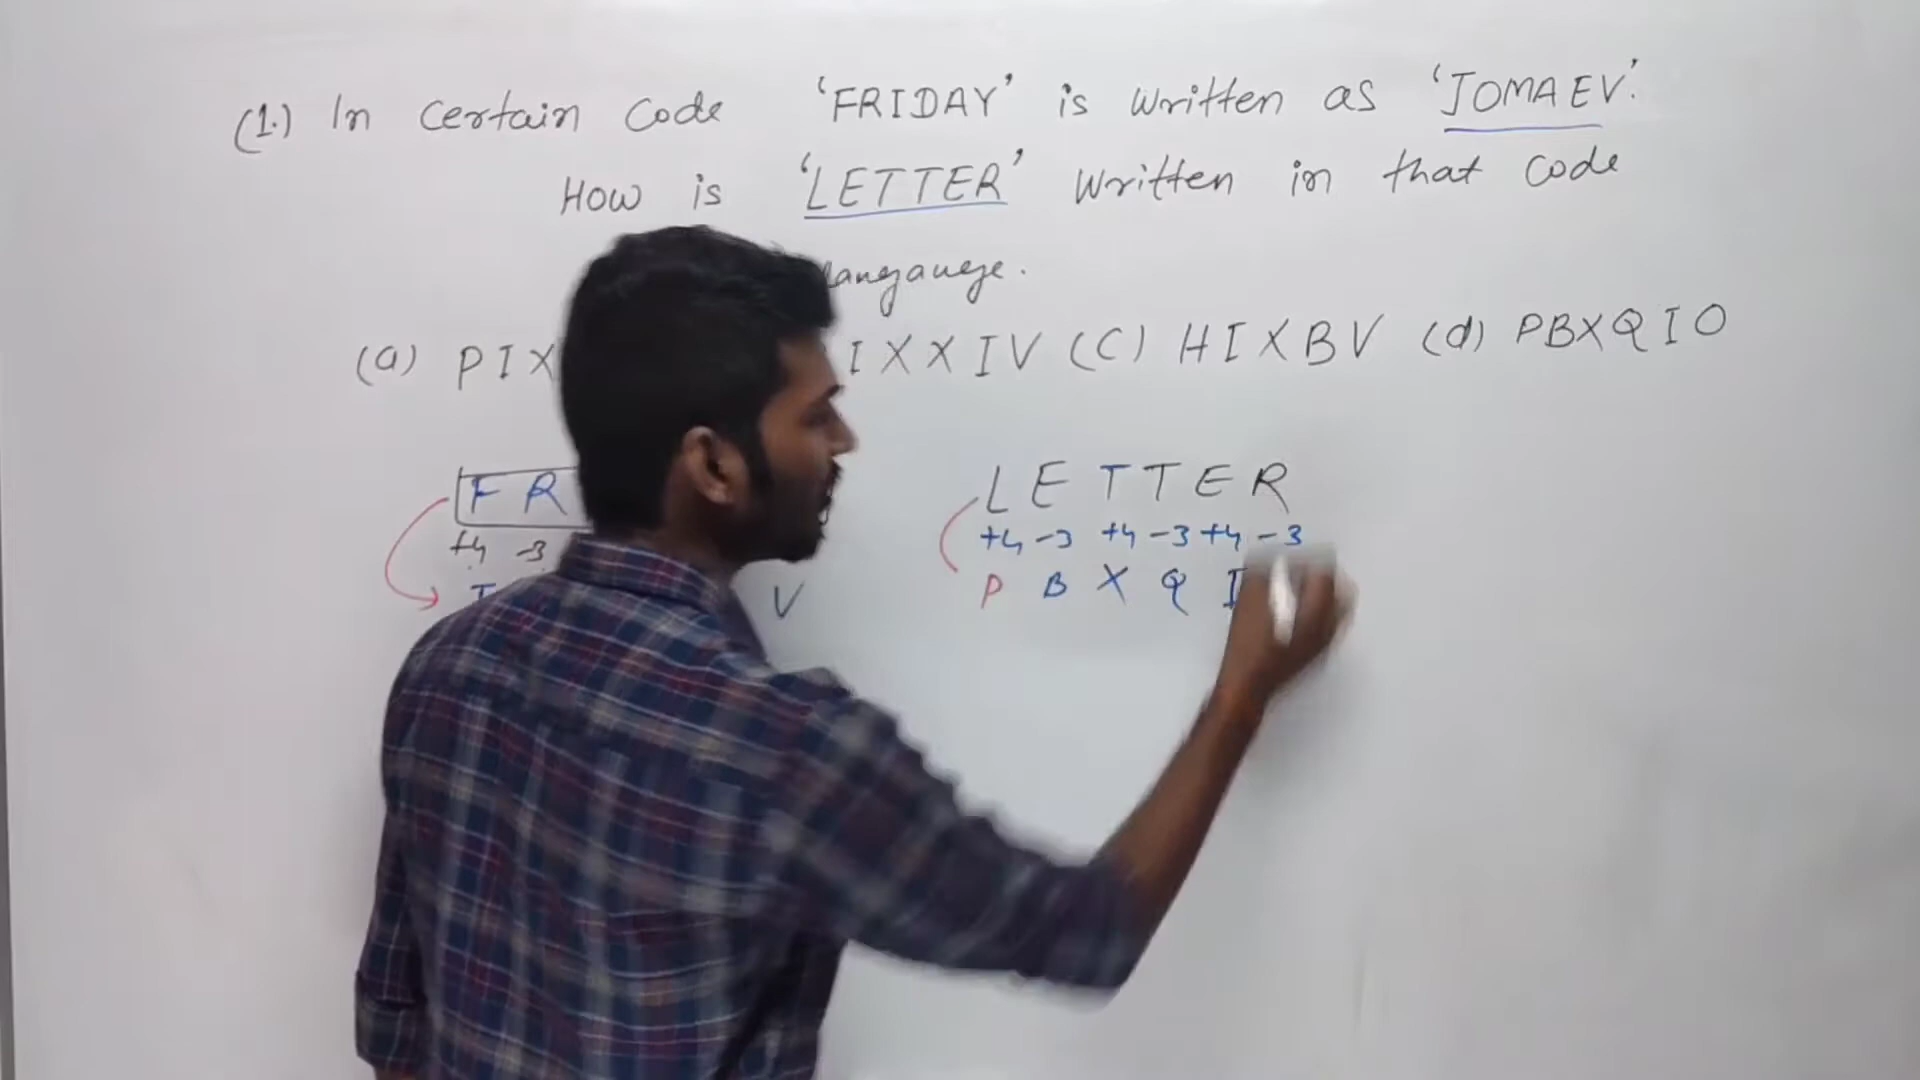 (1.) In certain code 'FRIDAY' is written as 'JOMAEV'.
How is 'LETTER' written in that code
langauge.
(a) PIX IXXIV (C) HIXBV (d) PBXQIO
FR LETTER
+4 -3 +4 -3 +4 -3 +4 -3
V P B X Q I